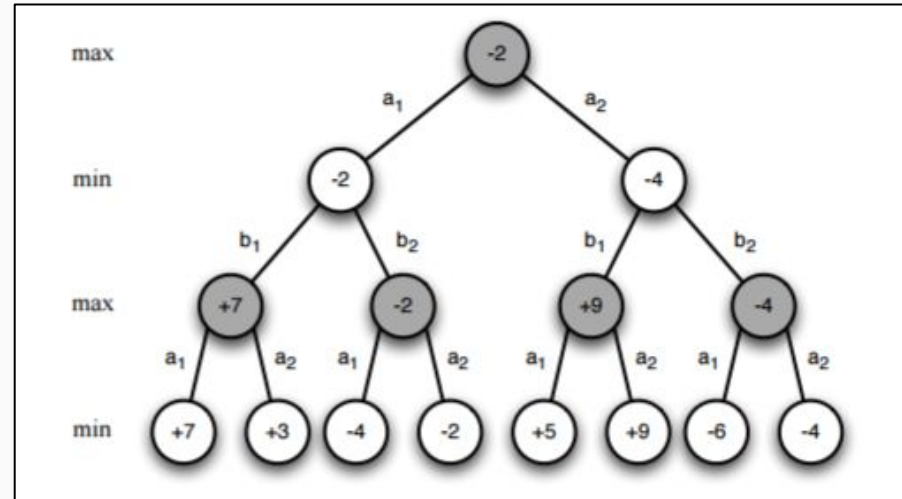 max
-2
a1 a2
min
-2 -4
b1 b2 b1 b2
max
+7 -2 +9 -4
a1 a2 a1 a2 a1 a2 a1 a2
min
+7 +3 -4 -2 +5 +9 -6 -4